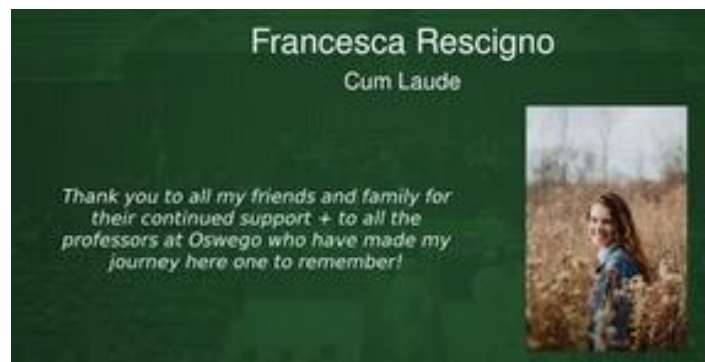 Francesca Rescigno
Cum Laude
Thank you to all my friends and family for
their continued support + to all the
professors at Oswego who have made my
journey here one to remember!